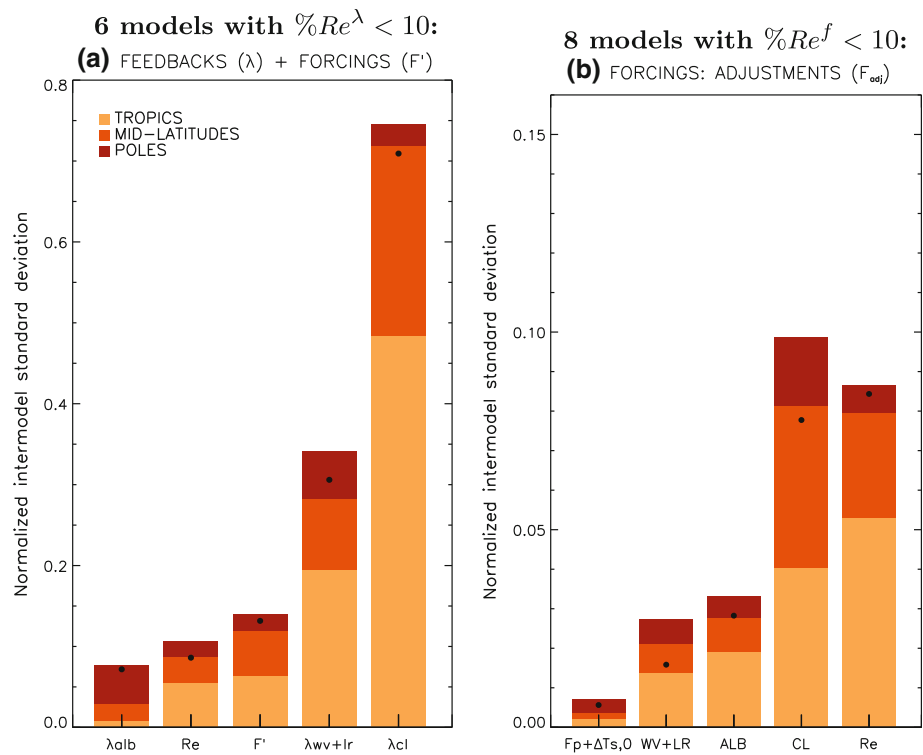 6 models with %Re^λ < 10:
(a) FEEDBACKS (λ) + FORCINGS (F')
0.8
0.6
0.4
0.2
0.0
Normalized intermodel standard deviation
TROPICS
MID-LATITUDES
POLES
λalb Re F' λwv+lr λcl
8 models with %Re^f < 10:
(b) FORCINGS: ADJUSTMENTS (F_adj)
0.15
0.10
0.05
0.00
Normalized intermodel standard deviation
Fp+ΔTs,0 WV+LR ALB CL Re